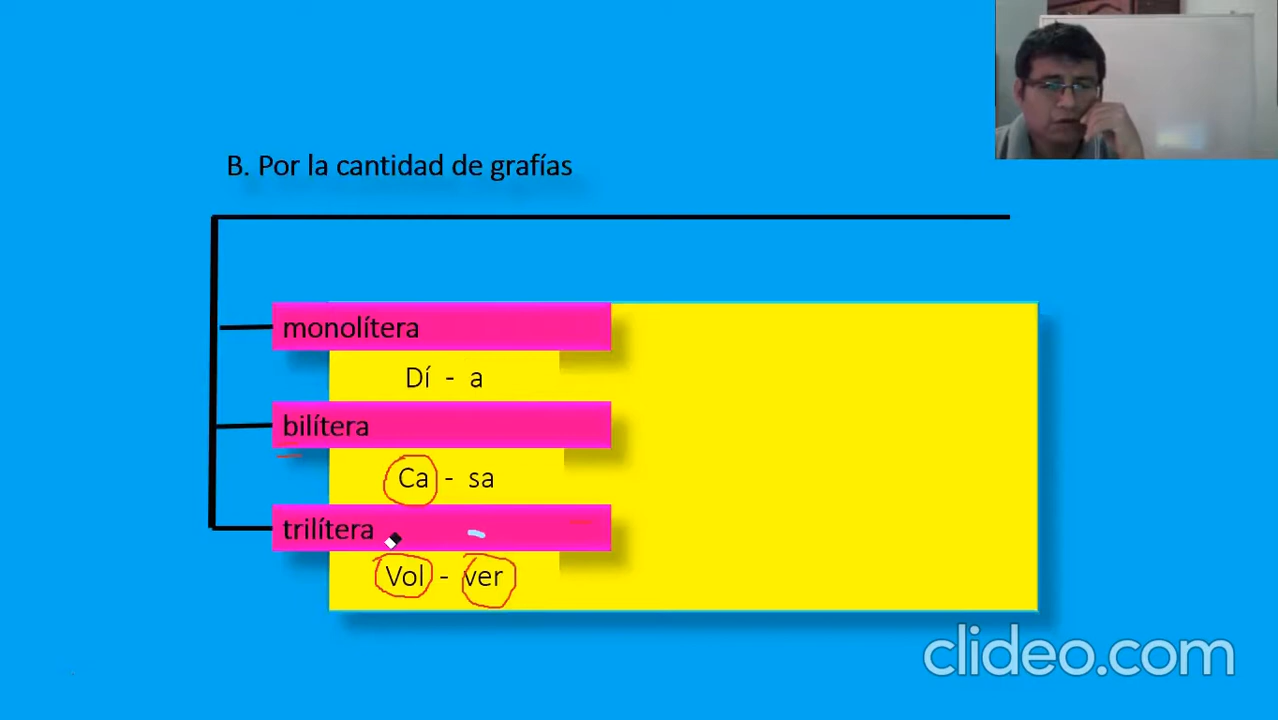 B. Por la cantidad de grafías
monolítera
Dí - a
bilítera
Ca - sa
trilítera
Vol - ver
clideo.com